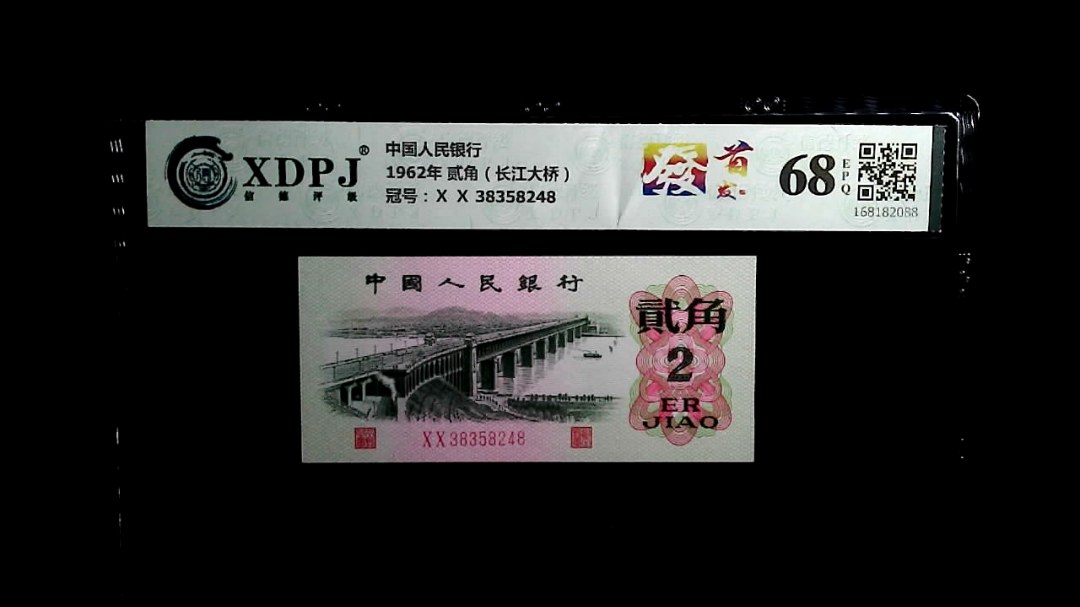 XDPJ®
信德评级
中国人民银行
1962年 贰角（长江大桥）
冠号：X X 38358248
發
首发
68
EPQ
168182088
中國人民銀行
貳角
2
ER
JIAO
XX38358248